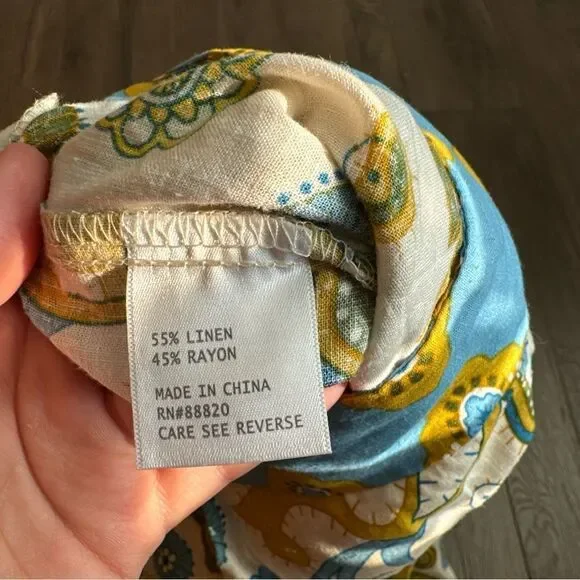 55% LINEN
45% RAYON
MADE IN CHINA
RN#88820
CARE SEE REVERSE